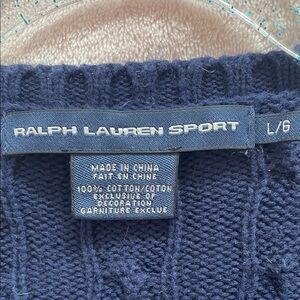 RALPH LAUREN SPORT
L/G
MADE IN CHINA
FAIT EN CHINE
100% COTTON/COTON
EXCLUSIVE OF
DECORATION
GARNITURE EXCLUE